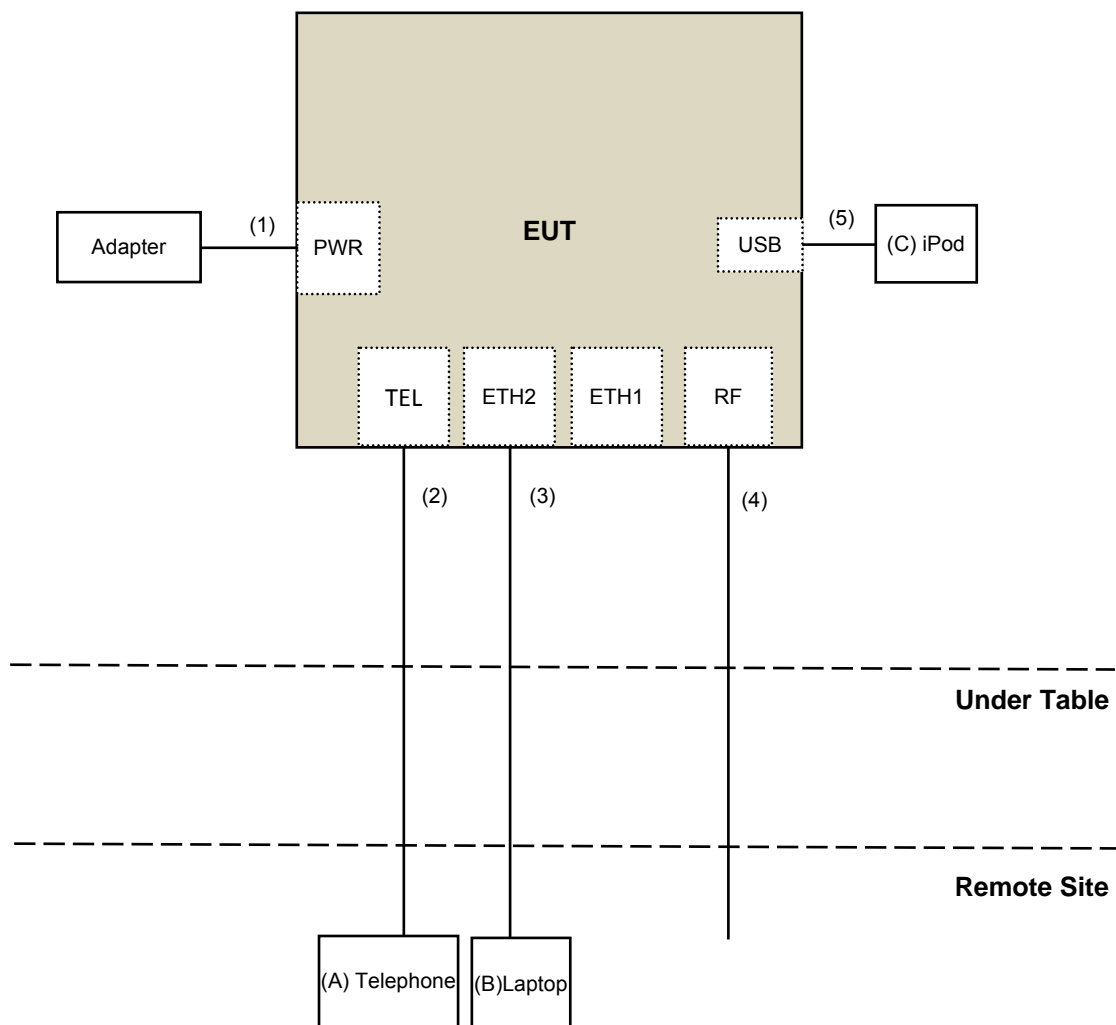 EUT
(1)
(5)
Adapter
PWR
USB
(C) iPod
TEL
ETH2
ETH1
RF
(2)
(3)
(4)
Under Table
Remote Site
(A) Telephone
(B)Laptop